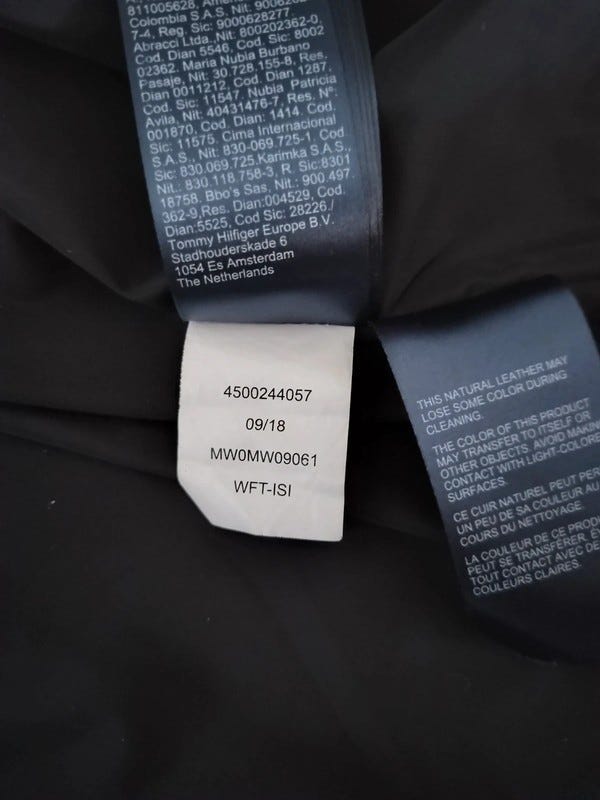 811005628,
Colombia S.A.S, Nit:
7-4, Reg. Sic: 9000628277
Abracci Ltda.,Nit: 800202362-0,
Cod. Dian 5546, Cod. Sic: 8002
02362. Maria Nubia Burbano
Pasaje, Nit: 30.728,155-8, Res.
Dian 0011212, Cod. Dian 1287,
Cod. Sic: 11547, Nubia Patricia
Avila, Nit: 40431476-7, Res. Nº:
001870, Cod. Dian: 1414. Cod.
Sic: 11575. Cima Internacional
S.A.S., Nit: 830-069-725-1. Cod.
Sic: 830.069.725,Karimka S.A.S.,
Nit.: 830.118.758-3, R. Sic:8301
18758. Bbo's Sas, Nit.: 900.497.
362-9,Res. Dian:004529, Cod.
Dian.5525, Cod Sic: 28226./
Tommy Hilfiger Europe B.V.
Stadhouderskade 6
1054 Es Amsterdam
The Netherlands
4500244057
09/18
MW0MW09061
WFT-ISI
THIS NATURAL LEATHER MAY
LOSE SOME COLOR DURING
CLEANING.
THE COLOR OF THIS PRODUCT
MAY TRANSFER TO ITSELF OR
OTHER OBJECTS. AVOID MAKIN
CONTACT WITH LIGHT-COLORE
SURFACES.
CE CUIR NATUREL PEUT PER
UN PEU DE SA COULEUR AU
COURS DU NETTOYAGE.
LA COULEUR DE CE PROD
PEUT SE TRANSFÉRER. ÉV
TOUT CONTACT AVEC DE
COULEURS CLAIRES.